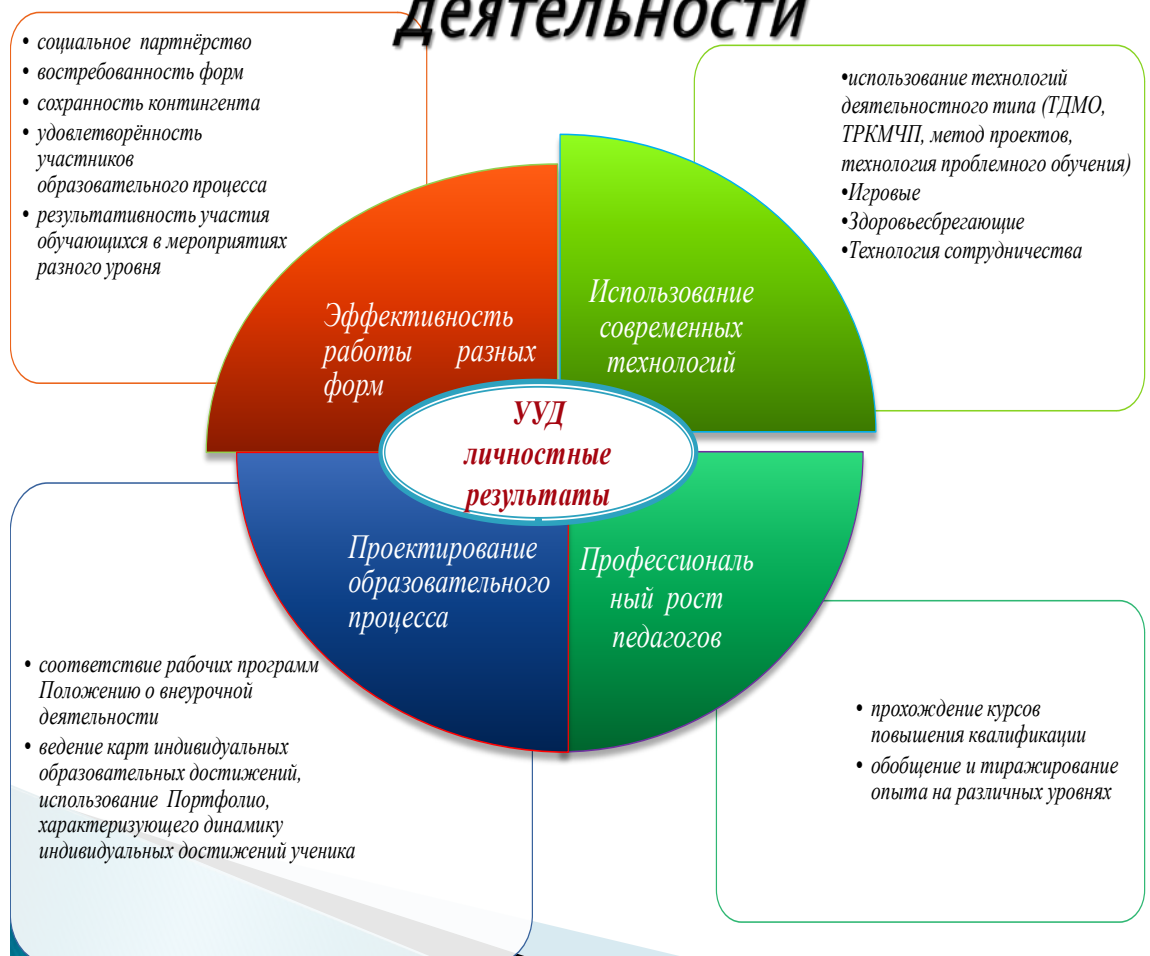 деятельности
• социальное партнёрство
• востребованность форм
• сохранность контингента
• удовлетворённость
участников
образовательного процесса
• результативность участия
обучающихся в мероприятиях
разного уровня
•использование технологий
деятельностного типа (ТДМО,
ТРКМЧП, метод проектов,
технология проблемного обучения)
•Игровые
•Здоровьесбрегающие
•Технология сотрудничества
Эффективность
работы разных
форм
Использование
современных
технологий
УУД
личностные
результаты
Проектирование
образовательного
процесса
Профессиональ
ный рост
педагогов
• соответствие рабочих программ
Положению о внеурочной
деятельности
• ведение карт индивидуальных
образовательных достижений,
использование Портфолио,
характеризующего динамику
индивидуальных достижений ученика
• прохождение курсов
повышения квалификации
• обобщение и тиражирование
опыта на различных уровнях